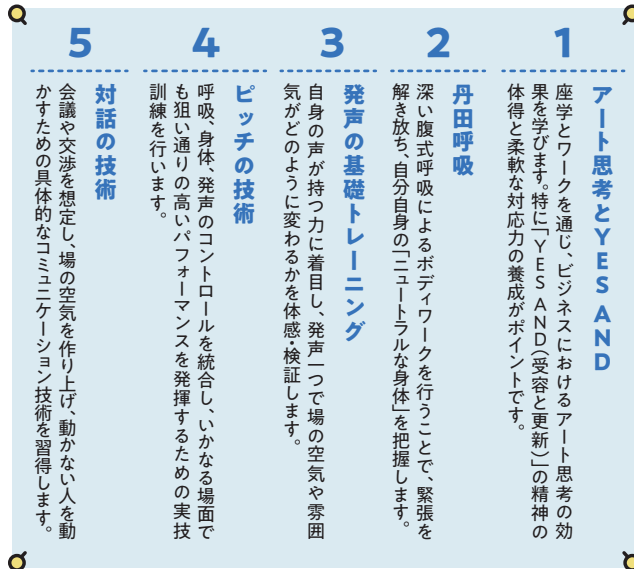 1
アート思考とYES AND
座学とワークを通じ、ビジネスにおけるアート思考の効
果を学びます。特に「YES AND(受容と更新)」の精神の
体得と柔軟な対応力の養成がポイントです。
2
丹田呼吸
深い腹式呼吸によるボディワークを行うことで、緊張を
解き放ち、自分自身の「ニュートラルな身体」を把握します。
3
発声の基礎トレーニング
自身の声が持つ力に着目し、発声一つで場の空気や雰囲
気がどのように変わるかを体感・検証します。
4
ピッチの技術
呼吸、身体、発声のコントロールを統合し、いかなる場面で
も狙い通りの高いパフォーマンスを発揮するための実技
訓練を行います。
5
対話の技術
会議や交渉を想定し、場の空気を作り上げ、動かない人を動
かすための具体的なコミュニケーション技術を習得します。